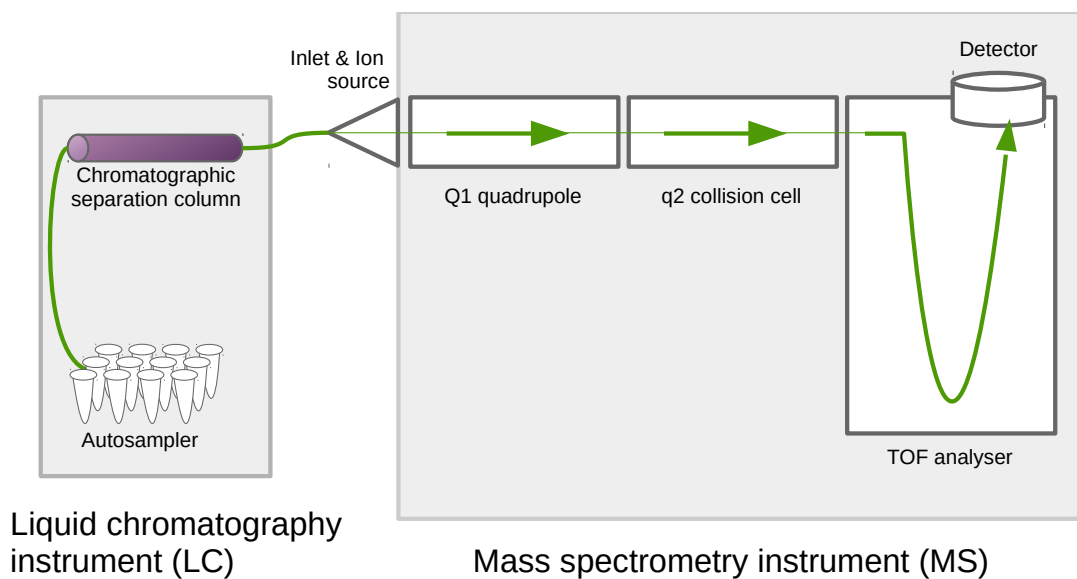 Inlet & Ion
source
Detector
Chromatographic
separation column
Q1 quadrupole
q2 collision cell
Autosampler
TOF analyser
Liquid chromatography
instrument (LC)
Mass spectrometry instrument (MS)